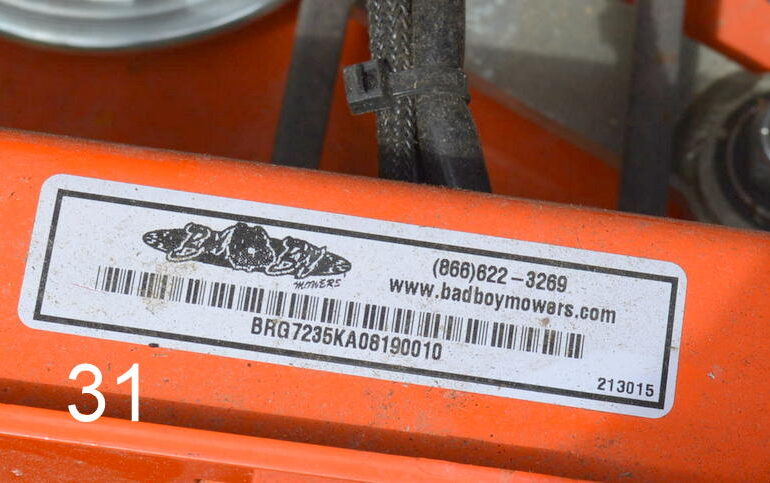 BAD BOY
MOWERS
(866)622-3269
www.badboymowers.com
BRG7235KA08190010
213015
31